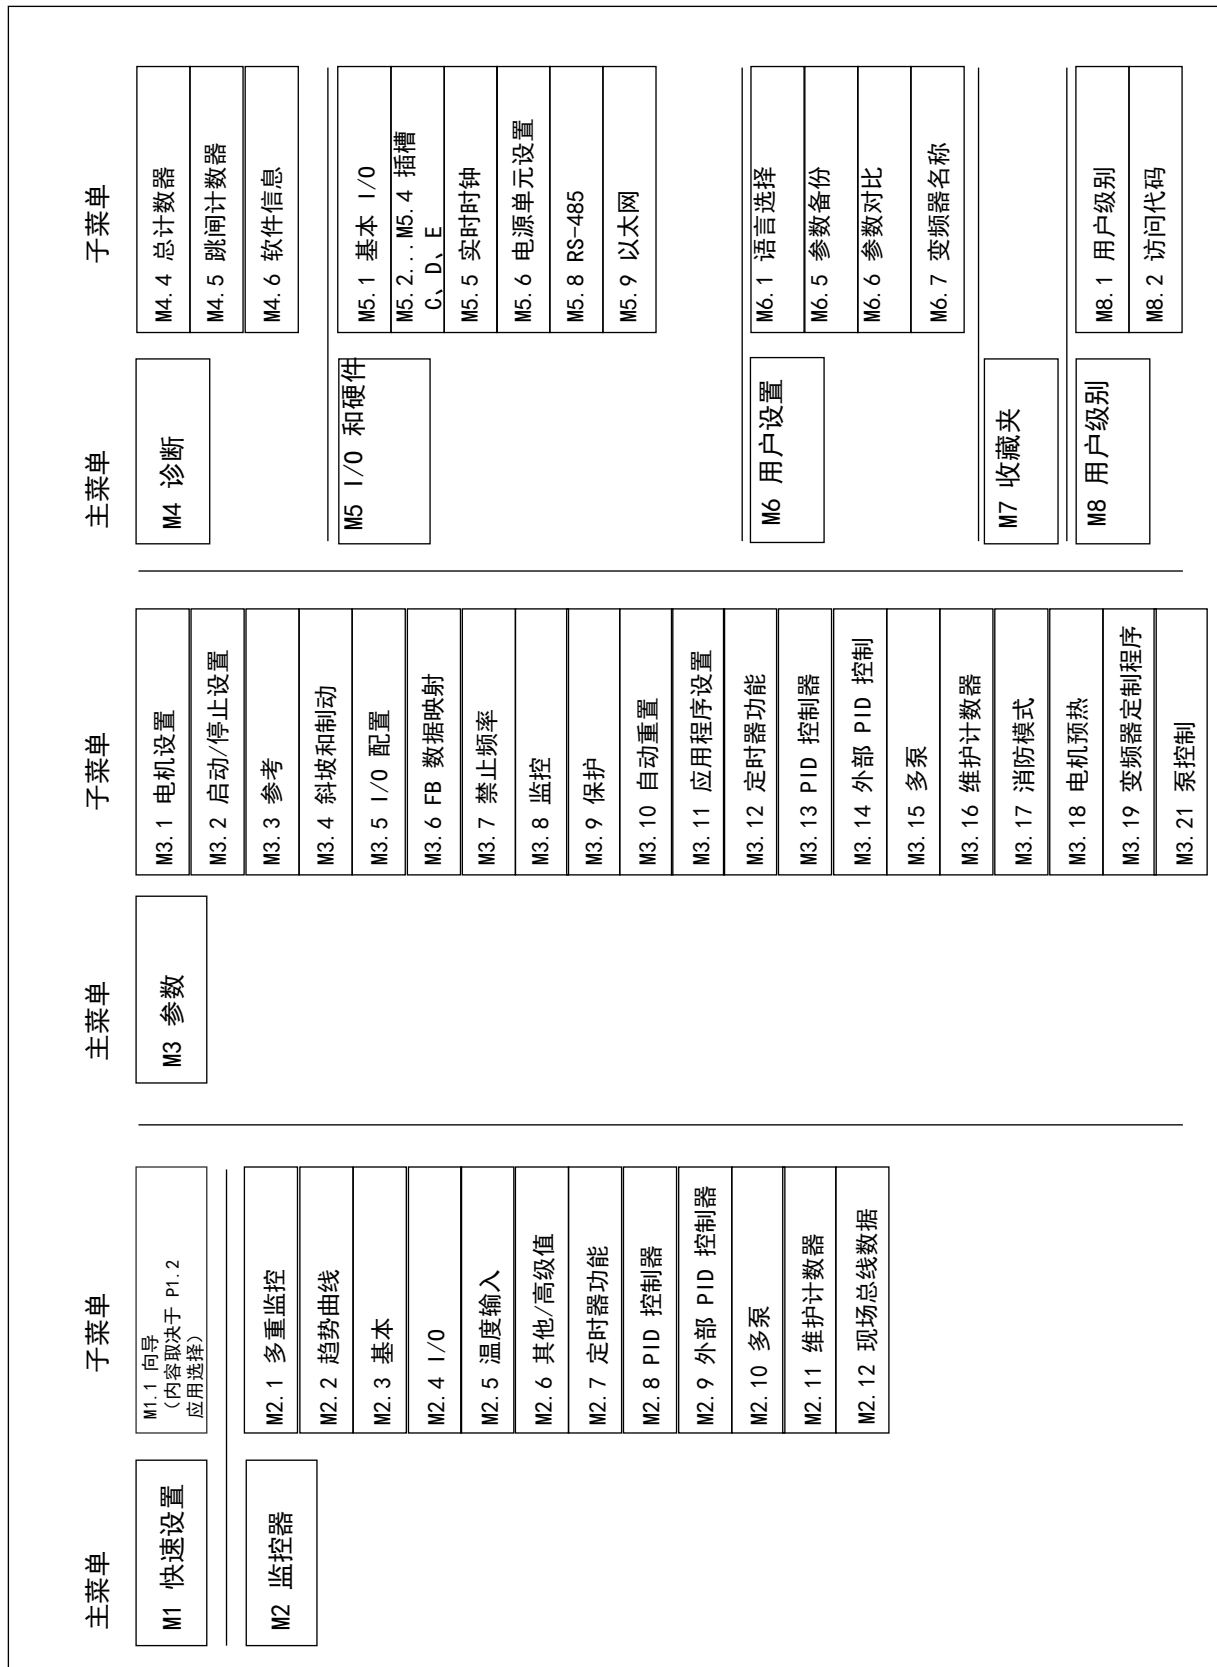 主菜单
子菜单
M1 快速设置
M1.1 向导
（内容取决于 P1.2
应用选择）
M2 监控器
M2.1 多重监控
M2.2 趋势曲线
M2.3 基本
M2.4 I/O
M2.5 温度输入
M2.6 其他/高级值
M2.7 定时器功能
M2.8 PID 控制器
M2.9 外部 PID 控制器
M2.10 多泵
M2.11 维护计数器
M2.12 现场总线数据
主菜单
子菜单
M3 参数
M3.1 电机设置
M3.2 启动/停止设置
M3.3 参考
M3.4 斜坡和制动
M3.5 I/O 配置
M3.6 FB 数据映射
M3.7 禁止频率
M3.8 监控
M3.9 保护
M3.10 自动重置
M3.11 应用程序设置
M3.12 定时器功能
M3.13 PID 控制器
M3.14 外部 PID 控制
M3.15 多泵
M3.16 维护计数器
M3.17 消防模式
M3.18 电机预热
M3.19 变频器定制程序
M3.21 泵控制
主菜单
子菜单
M4 诊断
M4.4 总计数器
M4.5 跳闸计数器
M4.6 软件信息
M5 I/O 和硬件
M5.1 基本 I/O
M5.2...M5.4 插槽
C、D、E
M5.5 实时时钟
M5.6 电源单元设置
M5.8 RS-485
M5.9 以太网
M6 用户设置
M6.1 语言选择
M6.5 参数备份
M6.6 参数对比
M6.7 变频器名称
M7 收藏夹
M8 用户级别
M8.1 用户级别
M8.2 访问代码